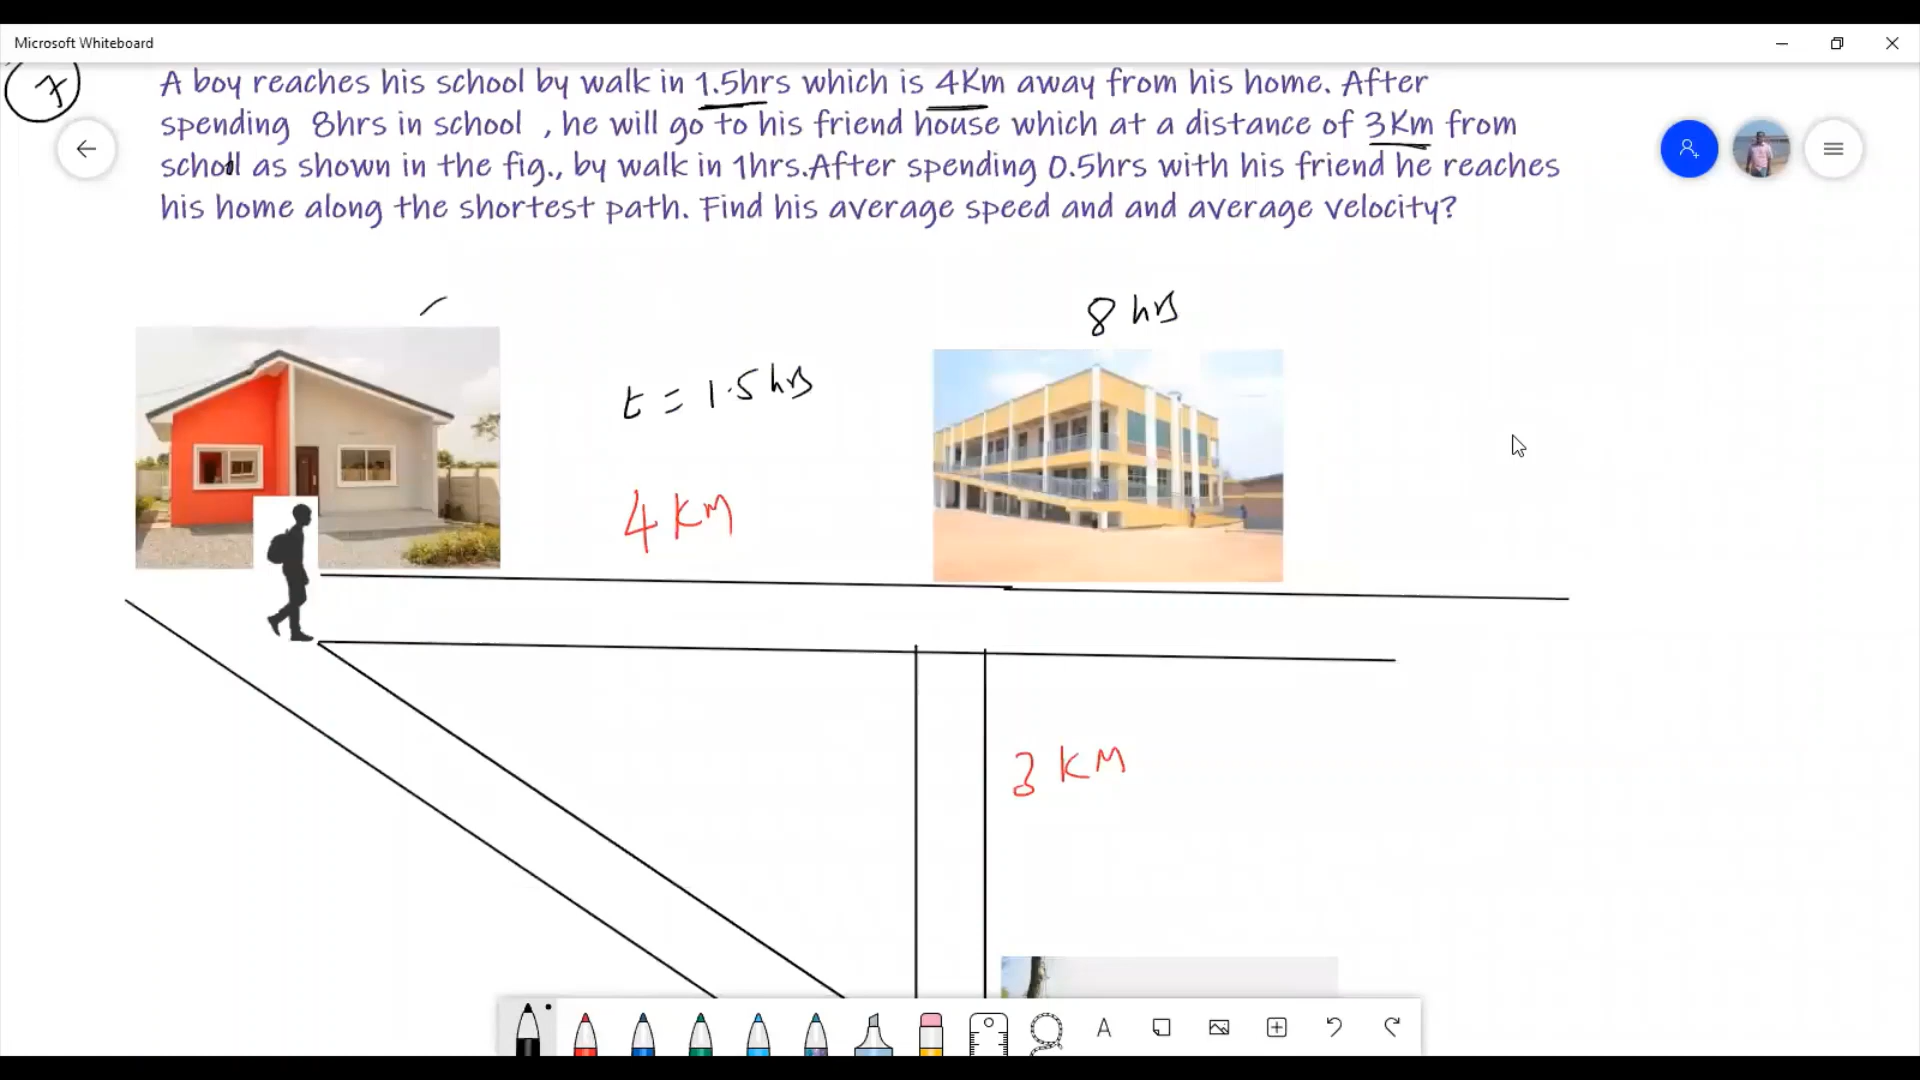 Microsoft Whiteboard
7
A boy reaches his school by walk in 1.5hrs which is 4Km away from his home. After
spending 8hrs in school , he will go to his friend house which at a distance of 3Km from
school as shown in the fig., by walk in 1hrs.After spending 0.5hrs with his friend he reaches
his home along the shortest path. Find his average speed and and average velocity?
8 hrs
t = 1.5 hrs
4 KM
3 KM
A